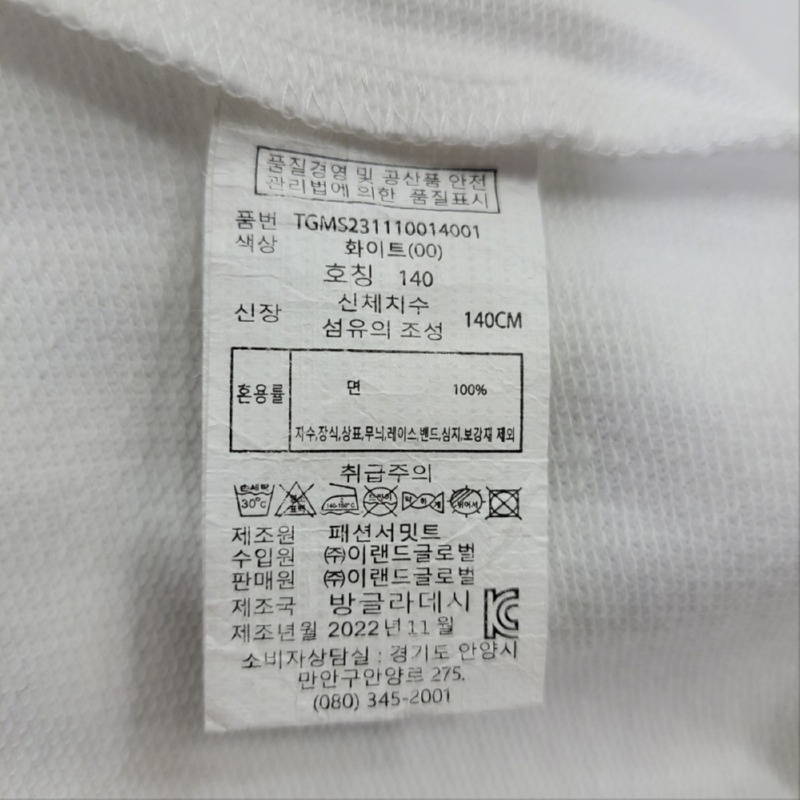 품질경영 및 공산품 안전
관리법에 의한 품질표시
품번 TGMS231110014001
색상 화이트(00)
호칭 140
신체치수
신장 140CM
섬유의 조성
혼용률 면 100%
자수,장식,상표,무늬,레이스,밴드,심지,보강재 제외
취급주의
손세탁
30°C
제조원 패션서밋트
수입원 ㈜이랜드글로벌
판매원 ㈜이랜드글로벌
제조국 방글라데시
제조년월 2022년 11월
KC
소비자상담실 : 경기도 안양시
만안구안양로 275.
(080) 345-2001